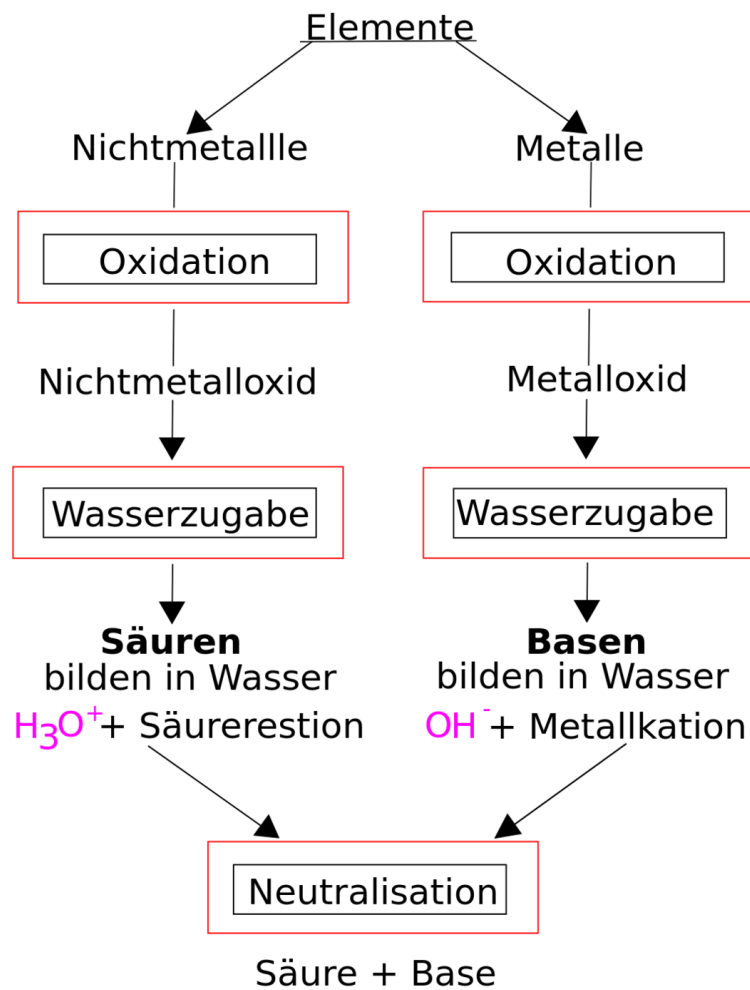 Elemente
Nichtmetallle
Metalle
Oxidation
Oxidation
Nichtmetalloxid
Metalloxid
Wasserzugabe
Wasserzugabe
Säuren
bilden in Wasser
H₃O⁺+ Säurerestion
Basen
bilden in Wasser
OH⁻+ Metallkation
Neutralisation
Säure + Base